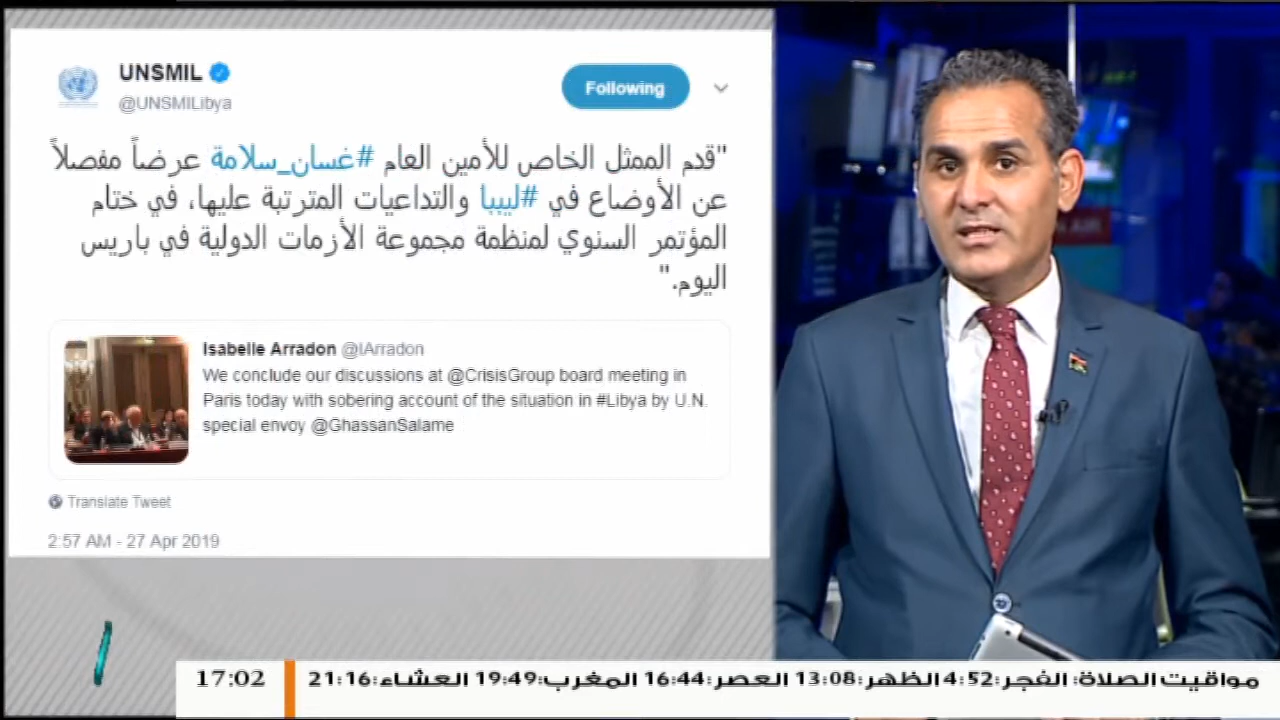 UNSMIL
@UNSMILibya
Following
"قدم الممثل الخاص للأمين العام #غسان_سلامة عرضاً مفصلاً
عن الأوضاع في #ليبيا والتداعيات المترتبة عليها، في ختام
المؤتمر السنوي لمنظمة مجموعة الأزمات الدولية في باريس
اليوم."
Isabelle Arradon @IArradon
We conclude our discussions at @CrisisGroup board meeting in
Paris today with sobering account of the situation in #Libya by U.N.
special envoy @GhassanSalame
Translate Tweet
2:57 AM - 27 Apr 2019
17:02
مواقيت الصلاة: الفجر:4:52 الظهر:13:08 العصر:16:44 المغرب:19:49 العشاء:21:16